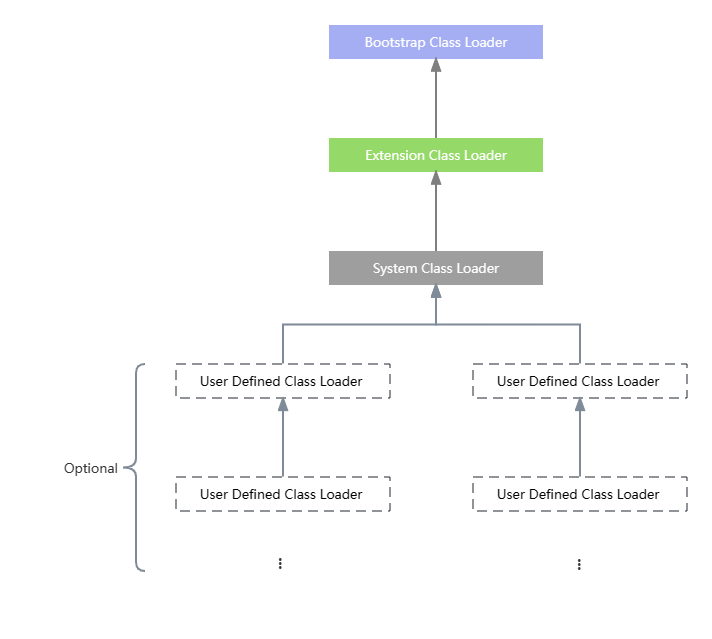 Bootstrap Class Loader
Extension Class Loader
System Class Loader
User Defined Class Loader
User Defined Class Loader
Optional
User Defined Class Loader
User Defined Class Loader